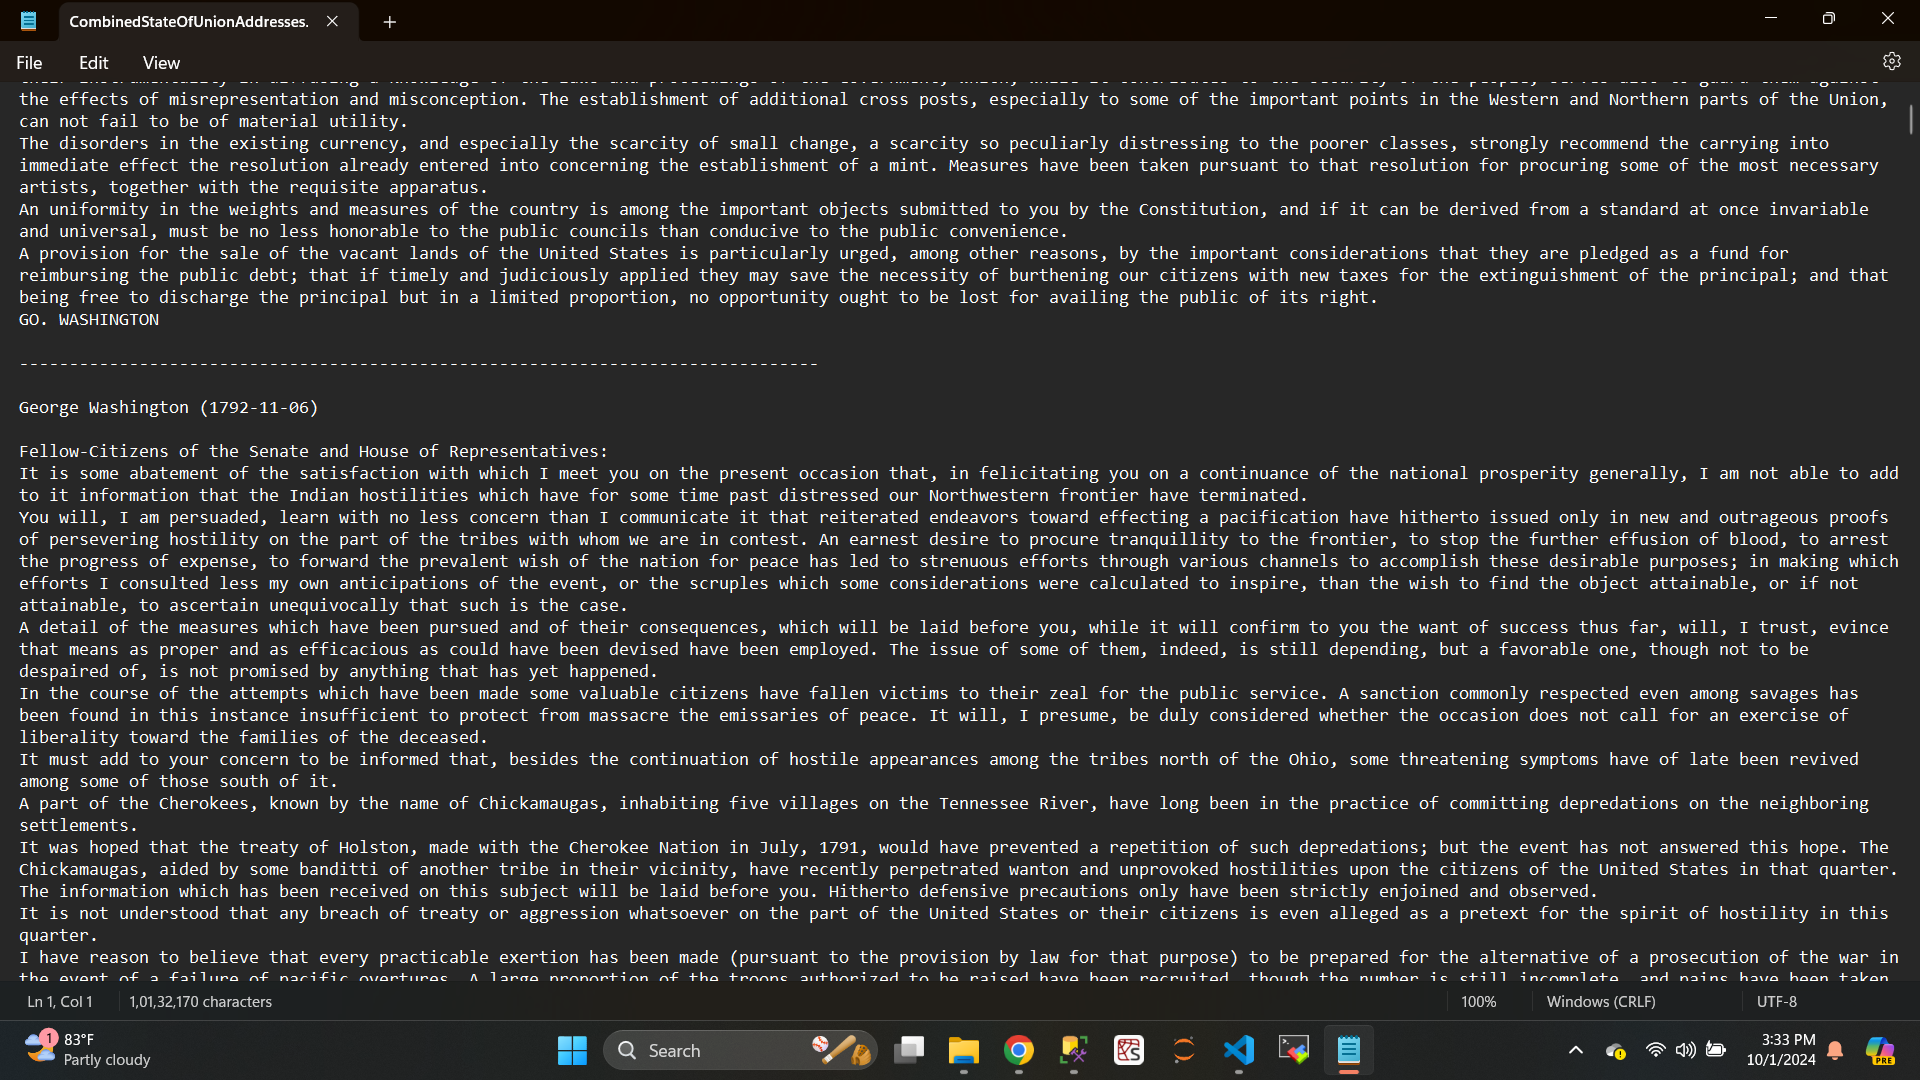 CombinedStateOfUnionAddresses.
File Edit View
the effects of misrepresentation and misconception. The establishment of additional cross posts, especially to some of the important points in the Western and Northern parts of the Union,
can not fail to be of material utility.
The disorders in the existing currency, and especially the scarcity of small change, a scarcity so peculiarly distressing to the poorer classes, strongly recommend the carrying into
immediate effect the resolution already entered into concerning the establishment of a mint. Measures have been taken pursuant to that resolution for procuring some of the most necessary
artists, together with the requisite apparatus.
An uniformity in the weights and measures of the country is among the important objects submitted to you by the Constitution, and if it can be derived from a standard at once invariable
and universal, must be no less honorable to the public councils than conducive to the public convenience.
A provision for the sale of the vacant lands of the United States is particularly urged, among other reasons, by the important considerations that they are pledged as a fund for
reimbursing the public debt; that if timely and judiciously applied they may save the necessity of burthening our citizens with new taxes for the extinguishment of the principal; and that
being free to discharge the principal but in a limited proportion, no opportunity ought to be lost for availing the public of its right.
GO. WASHINGTON
--------------------------------------------------------------------------------
George Washington (1792-11-06)
Fellow-Citizens of the Senate and House of Representatives:
It is some abatement of the satisfaction with which I meet you on the present occasion that, in felicitating you on a continuance of the national prosperity generally, I am not able to add
to it information that the Indian hostilities which have for some time past distressed our Northwestern frontier have terminated.
You will, I am persuaded, learn with no less concern than I communicate it that reiterated endeavors toward effecting a pacification have hitherto issued only in new and outrageous proofs
of persevering hostility on the part of the tribes with whom we are in contest. An earnest desire to procure tranquillity to the frontier, to stop the further effusion of blood, to arrest
the progress of expense, to forward the prevalent wish of the nation for peace has led to strenuous efforts through various channels to accomplish these desirable purposes; in making which
efforts I consulted less my own anticipations of the event, or the scruples which some considerations were calculated to inspire, than the wish to find the object attainable, or if not
attainable, to ascertain unequivocally that such is the case.
A detail of the measures which have been pursued and of their consequences, which will be laid before you, while it will confirm to you the want of success thus far, will, I trust, evince
that means as proper and as efficacious as could have been devised have been employed. The issue of some of them, indeed, is still depending, but a favorable one, though not to be
despaired of, is not promised by anything that has yet happened.
In the course of the attempts which have been made some valuable citizens have fallen victims to their zeal for the public service. A sanction commonly respected even among savages has
been found in this instance insufficient to protect from massacre the emissaries of peace. It will, I presume, be duly considered whether the occasion does not call for an exercise of
liberality toward the families of the deceased.
It must add to your concern to be informed that, besides the continuation of hostile appearances among the tribes north of the Ohio, some threatening symptoms have of late been revived
among some of those south of it.
A part of the Cherokees, known by the name of Chickamaugas, inhabiting five villages on the Tennessee River, have long been in the practice of committing depredations on the neighboring
settlements.
It was hoped that the treaty of Holston, made with the Cherokee Nation in July, 1791, would have prevented a repetition of such depredations; but the event has not answered this hope. The
Chickamaugas, aided by some banditti of another tribe in their vicinity, have recently perpetrated wanton and unprovoked hostilities upon the citizens of the United States in that quarter.
The information which has been received on this subject will be laid before you. Hitherto defensive precautions only have been strictly enjoined and observed.
It is not understood that any breach of treaty or aggression whatsoever on the part of the United States or their citizens is even alleged as a pretext for the spirit of hostility in this
quarter.
I have reason to believe that every practicable exertion has been made (pursuant to the provision by law for that purpose) to be prepared for the alternative of a prosecution of the war in
the event of a failure of pacific overtures. A large proportion of the troops authorized to be raised have been recruited, though the number is still incomplete, and pains have been taken
Ln 1, Col 1 1,01,32,170 characters 100% Windows (CRLF) UTF-8
1 83°F
Partly cloudy
Search
PRE
3:33 PM
10/1/2024